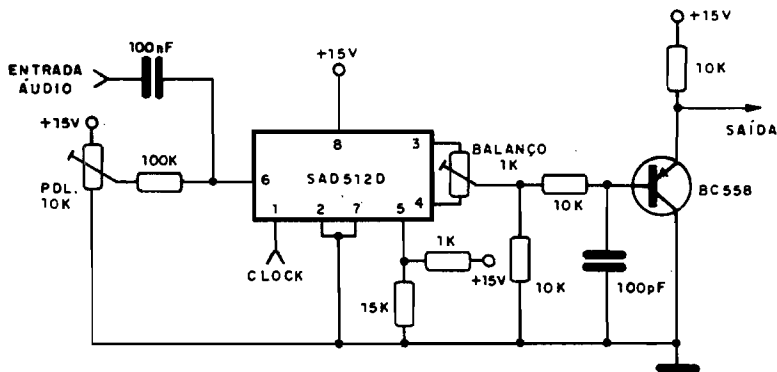 100nF
ENTRADA
ÁUDIO
+15V
POL.
10K
100K
+15V
8
SAD512D
6
1
2
7
5
3
4
CLOCK
BALANÇO
1K
1K
+15V
15K
10K
10K
100pF
+15V
10K
SAÍDA
BC558